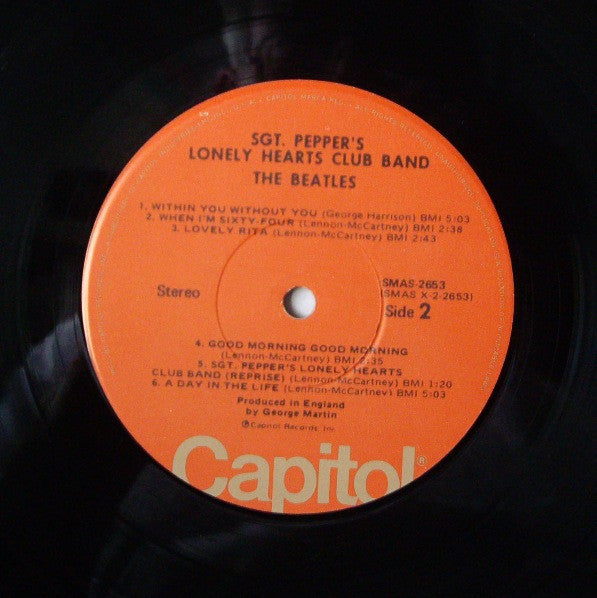 SGT. PEPPER'S
LONELY HEARTS CLUB BAND
THE BEATLES
1. WITHIN YOU WITHOUT YOU (George Harrison) BMI 5:03
2. WHEN I'M SIXTY-FOUR (Lennon-McCartney) BMI 2:38
3. LOVELY RITA (Lennon-McCartney) BMI 2:43
Stereo
SMAS-2653
(SMAS X-2-2653)
Side 2
4. GOOD MORNING GOOD MORNING
(Lennon-McCartney) BMI 2:35
5. SGT. PEPPER'S LONELY HEARTS
CLUB BAND (REPRISE) (Lennon-McCartney) BMI 1:20
6. A DAY IN THE LIFE (Lennon-McCartney) BMI 5:03
Produced in England
by George Martin
℗Capitol Records, Inc.
Capitol®